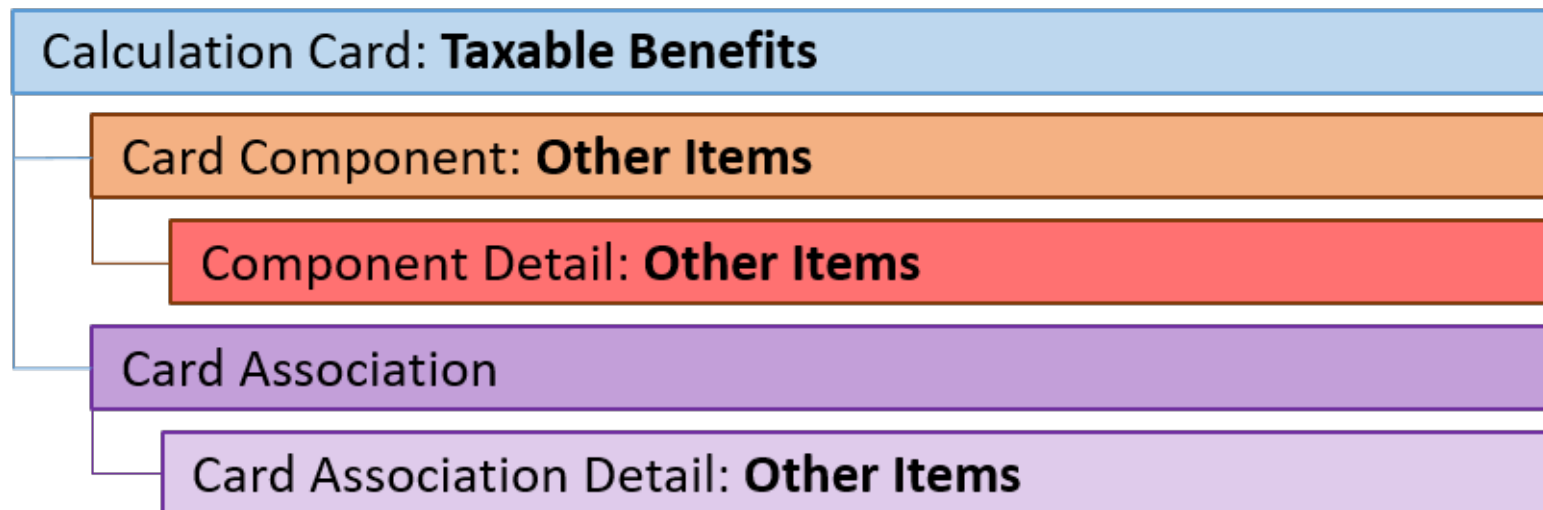 Calculation Card: Taxable Benefits
Card Component: Other Items
Component Detail: Other Items
Card Association
Card Association Detail: Other Items